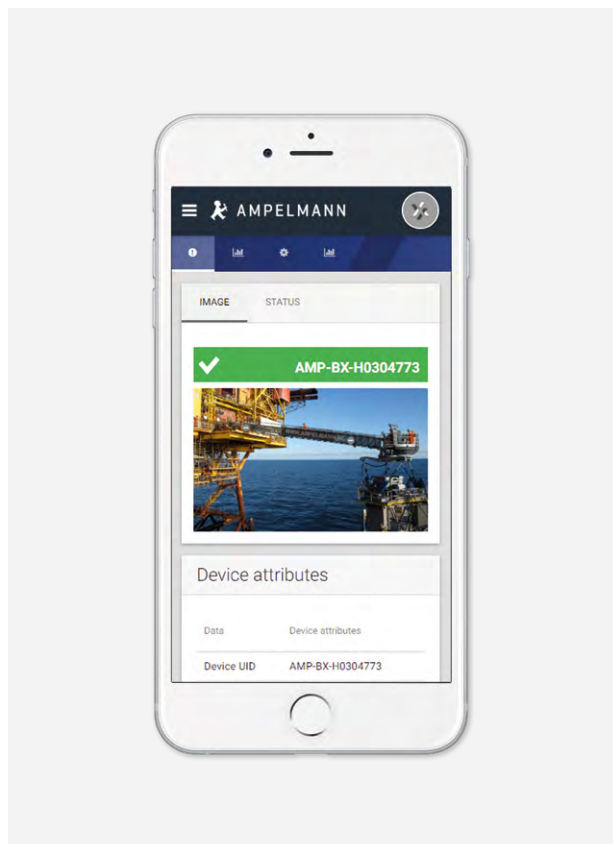 AMPELMANN
IMAGE STATUS
AMP-BX-H0304773
Device attributes
Data Device attributes
Device UID AMP-BX-H0304773